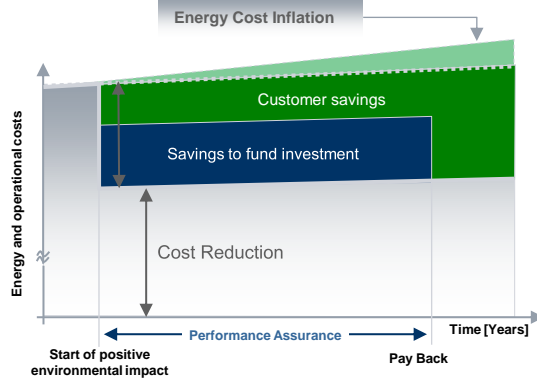 Energy Cost Inflation
Energy and operational costs
Customer savings
Savings to fund investment
Cost Reduction
Performance Assurance
Time [Years]
Start of positive
environmental impact
Pay Back